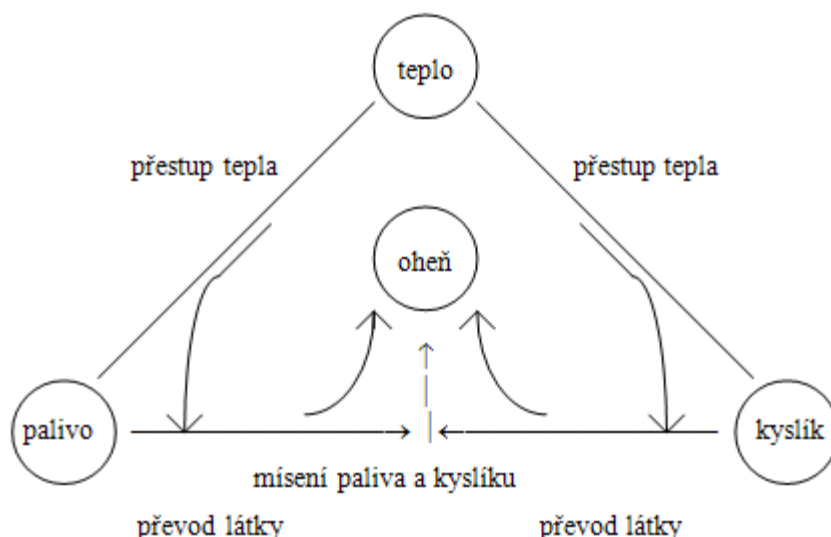 teplo
přestup tepla
přestup tepla
oheň
palivo
kyslík
mísení paliva a kyslíku
převod látky
převod látky